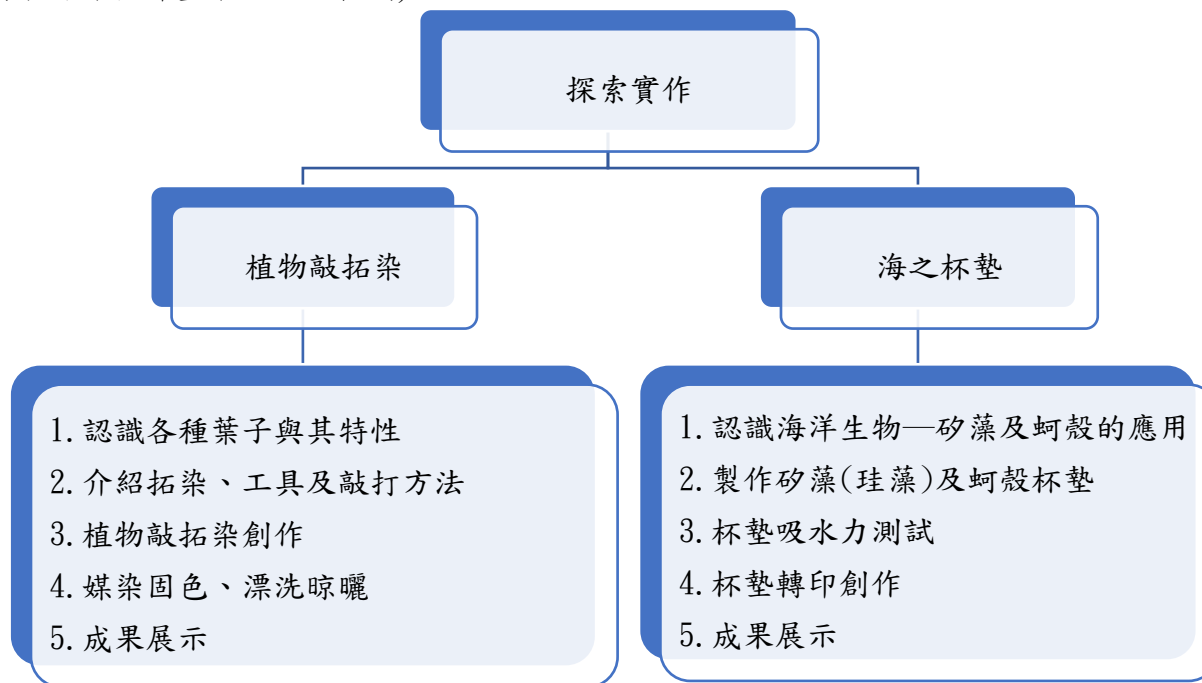 探索實作
植物敲拓染
海之杯墊
1.認識各種葉子與其特性
2.介紹拓染、工具及敲打方法
3.植物敲拓染創作
4.媒染固色、漂洗晾曬
5.成果展示
1.認識海洋生物—矽藻及蚵殼的應用
2.製作矽藻(珪藻)及蚵殼杯墊
3.杯墊吸水力測試
4.杯墊轉印創作
5.成果展示